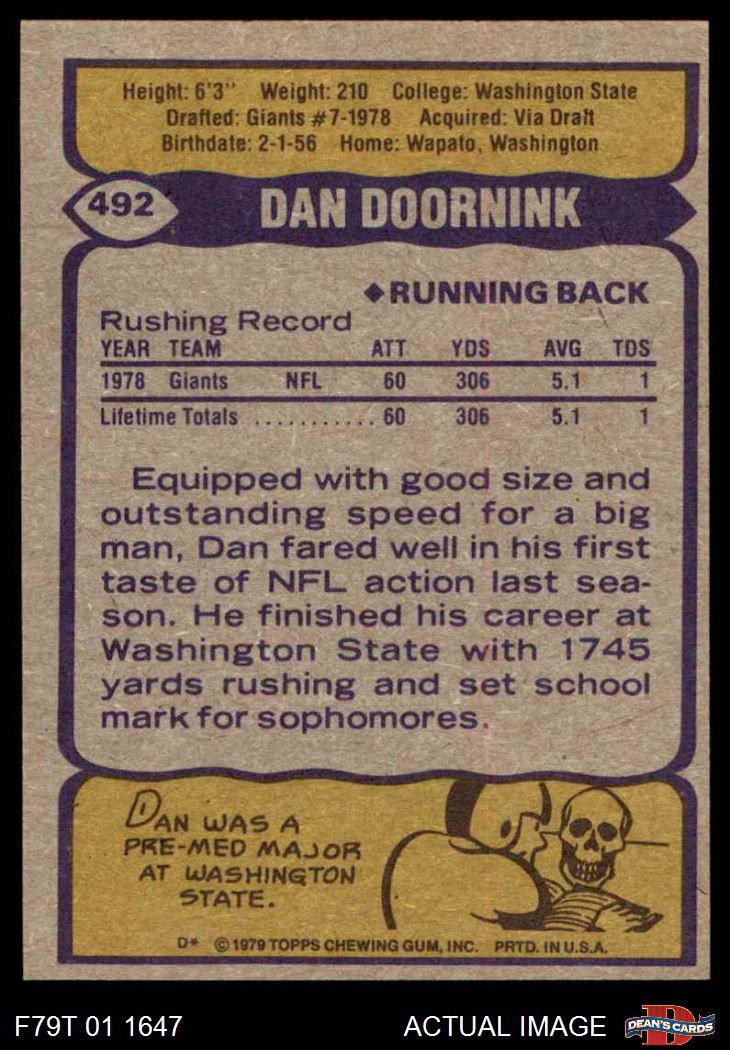 Height: 6'3" Weight: 210 College: Washington State
Drafted: Giants #7-1978 Acquired: Via Draft
Birthdate: 2-1-56 Home: Wapato, Washington
492 DAN DOORNINK
◆RUNNING BACK
Rushing Record
YEAR TEAM ATT YDS AVG TDS
1978 Giants NFL 60 306 5.1 1
Lifetime Totals ............ 60 306 5.1 1
Equipped with good size and
outstanding speed for a big
man, Dan fared well in his first
taste of NFL action last sea-
son. He finished his career at
Washington State with 1745
yards rushing and set school
mark for sophomores.
DAN WAS A
PRE-MED MAJOR
AT WASHINGTON
STATE.
D* © 1979 TOPPS CHEWING GUM, INC. PRTD. IN U.S.A.
F79T 01 1647 ACTUAL IMAGE D DEAN'S CARDS